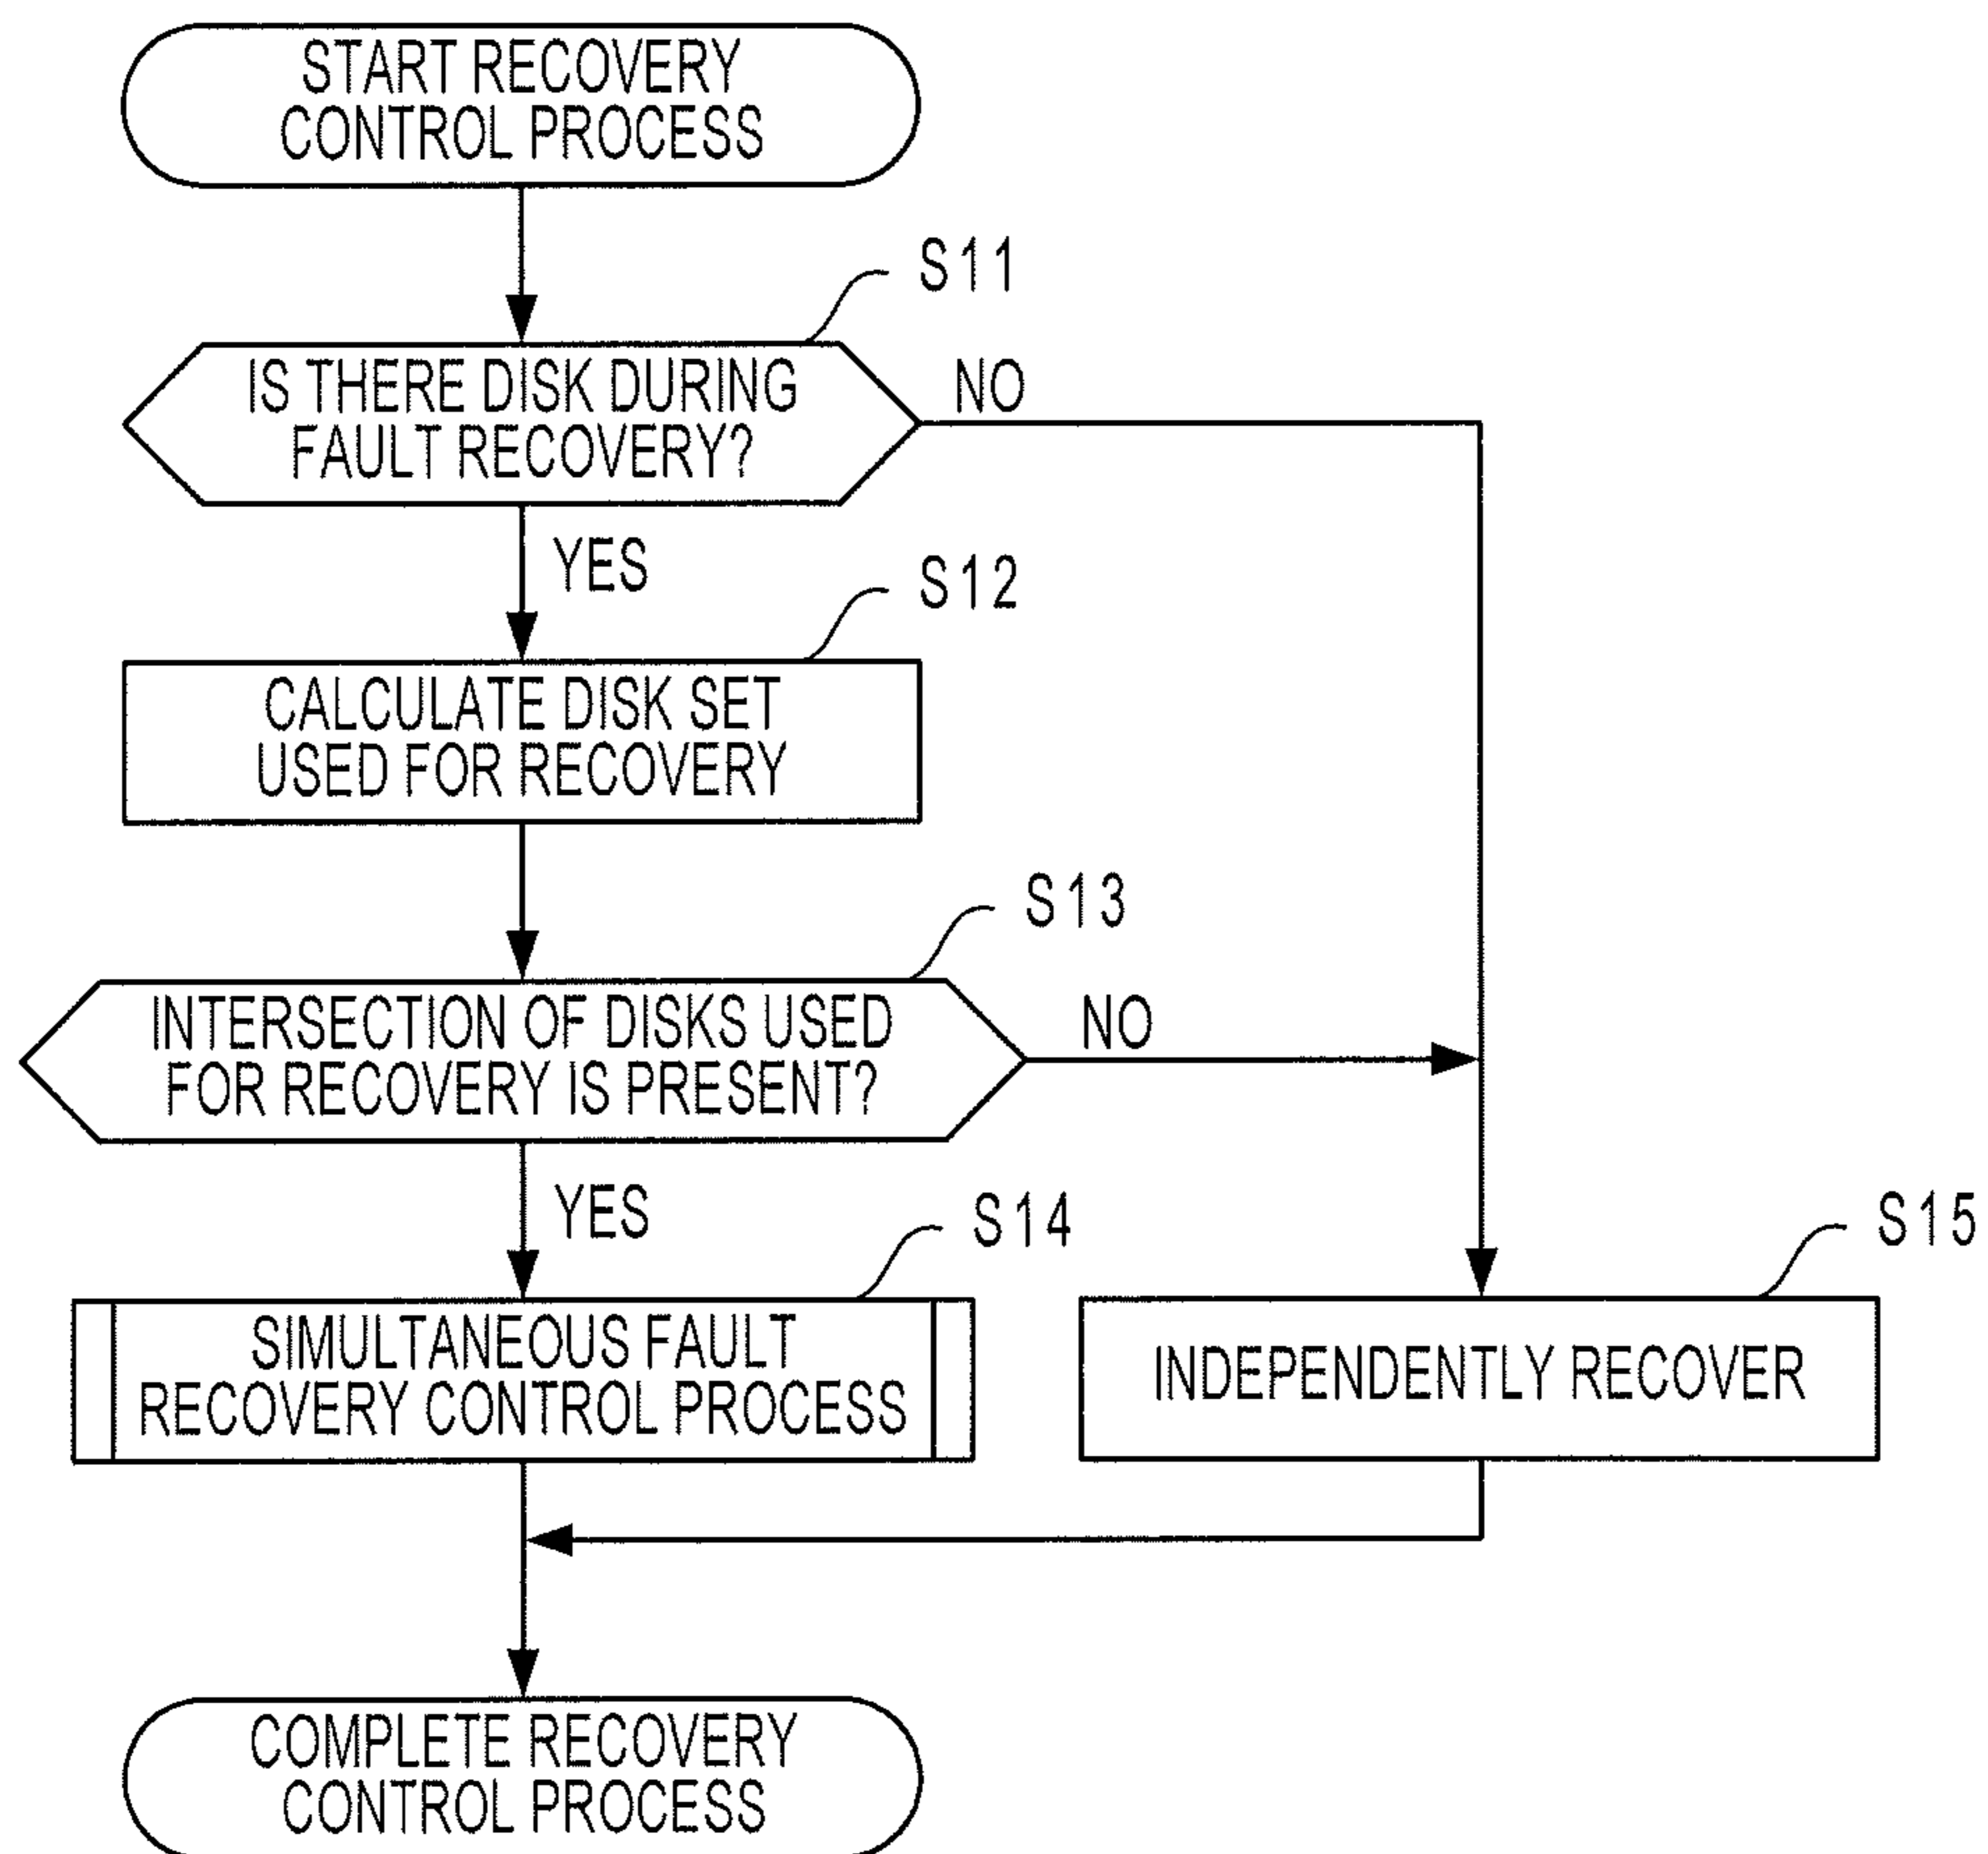 START RECOVERY
CONTROL PROCESS
S11
IS THERE DISK DURING
FAULT RECOVERY?
NO
YES
S12
CALCULATE DISK SET
USED FOR RECOVERY
S13
INTERSECTION OF DISKS USED
FOR RECOVERY IS PRESENT?
NO
YES
S14
SIMULTANEOUS FAULT
RECOVERY CONTROL PROCESS
S15
INDEPENDENTLY RECOVER
COMPLETE RECOVERY
CONTROL PROCESS